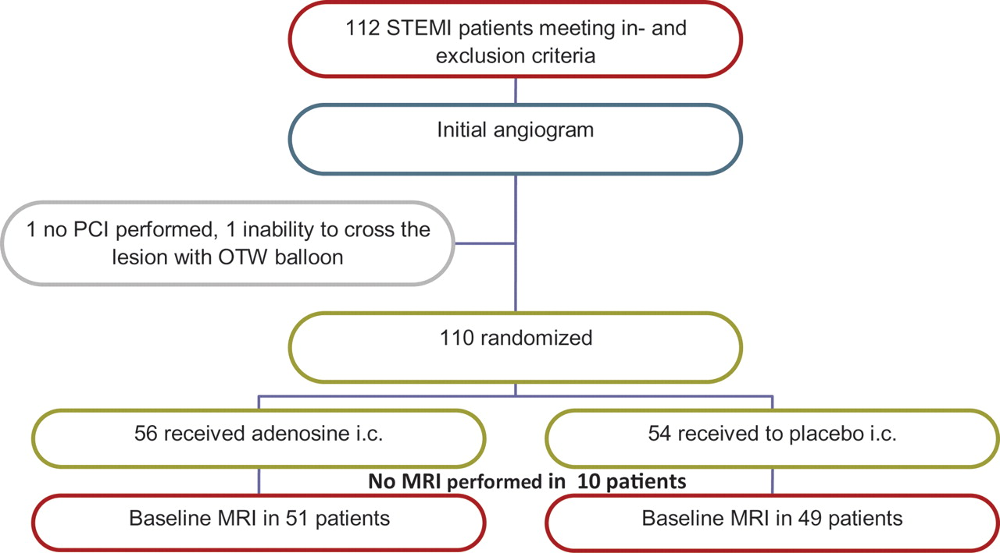 112 STEMI patients meeting in- and
exclusion criteria
Initial angiogram
1 no PCI performed, 1 inability to cross the
lesion with OTW balloon
110 randomized
56 received adenosine i.c.
54 received to placebo i.c.
No MRI performed in 10 patients
Baseline MRI in 51 patients
Baseline MRI in 49 patients